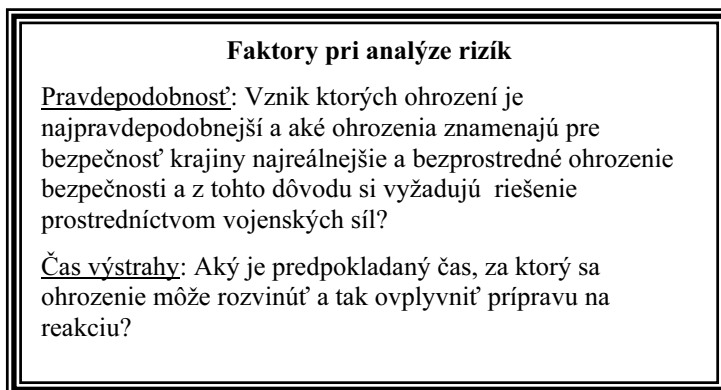 Faktory pri analýze rizík
Pravdepodobnosť: Vznik ktorých ohrození je
najpravdepodobnejší a aké ohrozenia znamenajú pre
bezpečnosť krajiny najreálnejšie a bezprostredné ohrozenie
bezpečnosti a z tohto dôvodu si vyžadujú riešenie
prostredníctvom vojenských síl?
Čas výstrahy: Aký je predpokladaný čas, za ktorý sa
ohrozenie môže rozvinúť a tak ovplyvniť prípravu na
reakciu?